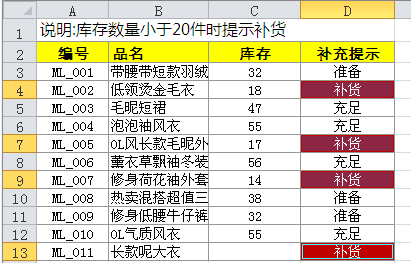 A B C D
1 说明:库存数量小于20件时提示补货
2 编号 品名 库存 补充提示
3 ML_001 带腰带短款羽绒 32 准备
4 ML_002 低领烫金毛衣 18 补货
5 ML_003 毛昵短裙 47 充足
6 ML_004 泡泡袖风衣 55 充足
7 ML_005 OL风长款毛昵外 17 补货
8 ML_006 薰衣草飘袖冬装 56 充足
9 ML_007 修身荷花袖外套 14 补货
10 ML_008 热卖混搭超值三 38 准备
11 ML_009 修身低腰牛仔裤 32 准备
12 ML_010 OL气质风衣 55 充足
13 ML_011 长款呢大衣 补货